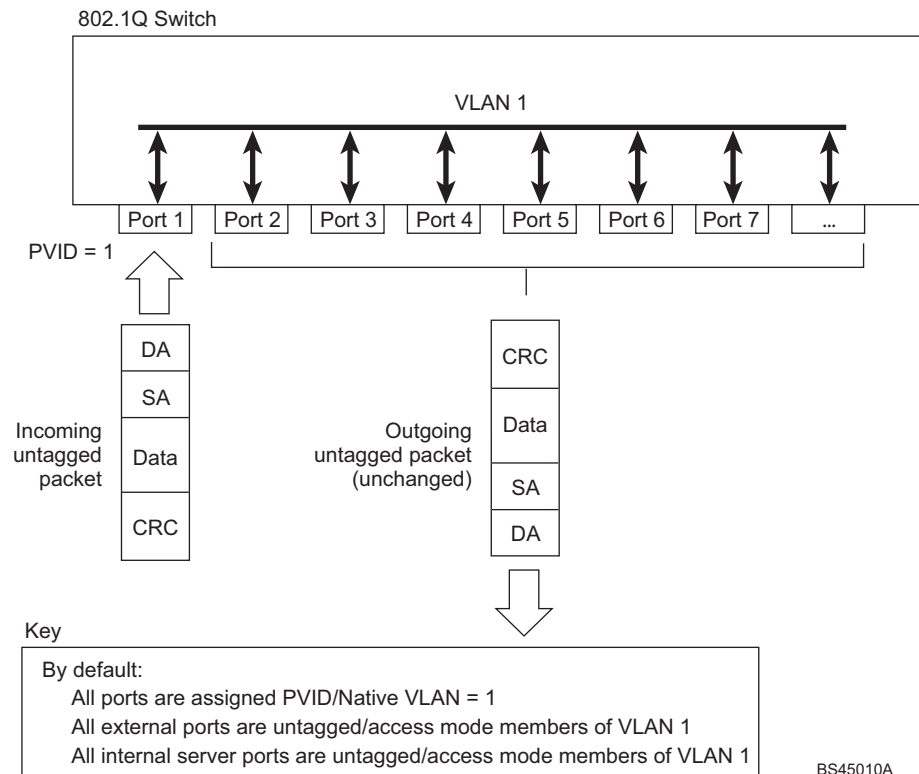 802.1Q Switch
VLAN 1
Port 1
Port 2
Port 3
Port 4
Port 5
Port 6
Port 7
...
PVID = 1
Incoming
untagged
packet
DA
SA
Data
CRC
Outgoing
untagged packet
(unchanged)
CRC
Data
SA
DA
Key
By default:
All ports are assigned PVID/Native VLAN = 1
All external ports are untagged/access mode members of VLAN 1
All internal server ports are untagged/access mode members of VLAN 1
BS45010A